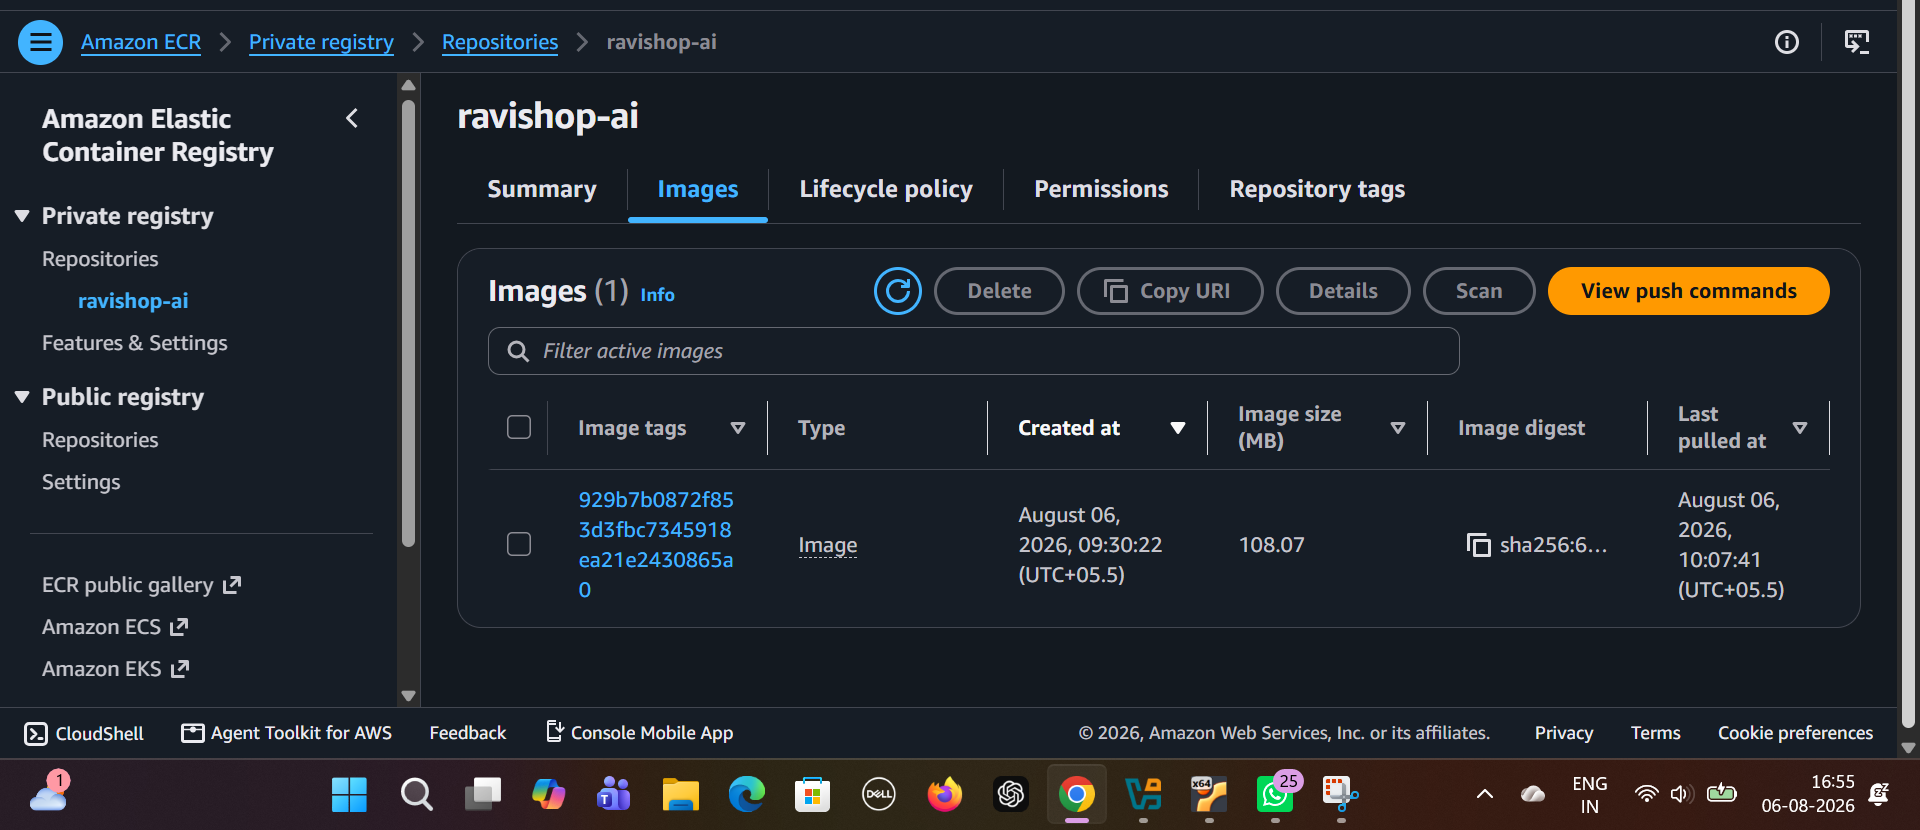 Amazon ECR
Private registry
Repositories
ravishop-ai
Amazon Elastic
Container Registry
Private registry
Repositories
ravishop-ai
Features & Settings
Public registry
Repositories
Settings
ECR public gallery
Amazon ECS
Amazon EKS
ravishop-ai
Summary
Images
Lifecycle policy
Permissions
Repository tags
Images (1) Info
Delete
Copy URI
Details
Scan
View push commands
Filter active images
Image tags
Type
Created at
Image size
(MB)
Image digest
Last
pulled at
929b7b0872f85
3d3fbc7345918
ea21e2430865a
0
Image
August 06,
2026, 09:30:22
(UTC+05.5)
108.07
sha256:6...
August 06,
2026,
10:07:41
(UTC+05.5)
CloudShell
Agent Toolkit for AWS
Feedback
Console Mobile App
© 2026, Amazon Web Services, Inc. or its affiliates.
Privacy
Terms
Cookie preferences
1
T
DELL
X64
25
ENG
IN
16:55
06-08-2026